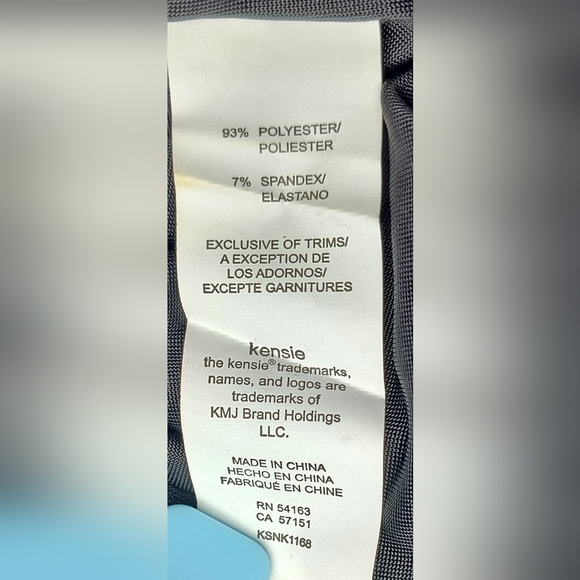 93% POLYESTER/
POLIESTER
7% SPANDEX/
ELASTANO
EXCLUSIVE OF TRIMS/
A EXCEPTION DE
LOS ADORNOS/
EXCEPTE GARNITURES
kensie
the kensie® trademarks,
names, and logos are
trademarks of
KMJ Brand Holdings
LLC.
MADE IN CHINA
HECHO EN CHINA
FABRIQUÉ EN CHINE
RN 54163
CA 57151
KSNK1168